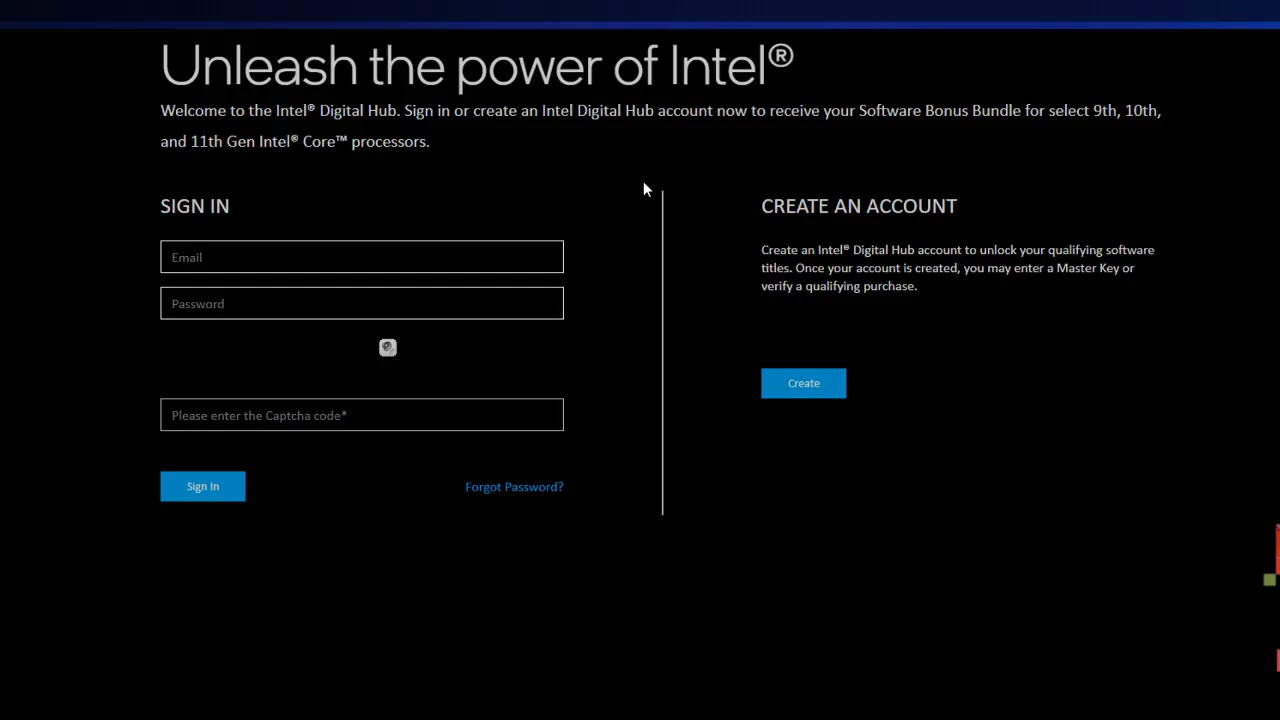 Unleash the power of Intel®
Welcome to the Intel® Digital Hub. Sign in or create an Intel Digital Hub account now to receive your Software Bonus Bundle for select 9th, 10th,
and 11th Gen Intel® Core™ processors.
SIGN IN
Email
Password
Please enter the Captcha code*
Sign In
Forgot Password?
CREATE AN ACCOUNT
Create an Intel® Digital Hub account to unlock your qualifying software
titles. Once your account is created, you may enter a Master Key or
verify a qualifying purchase.
Create